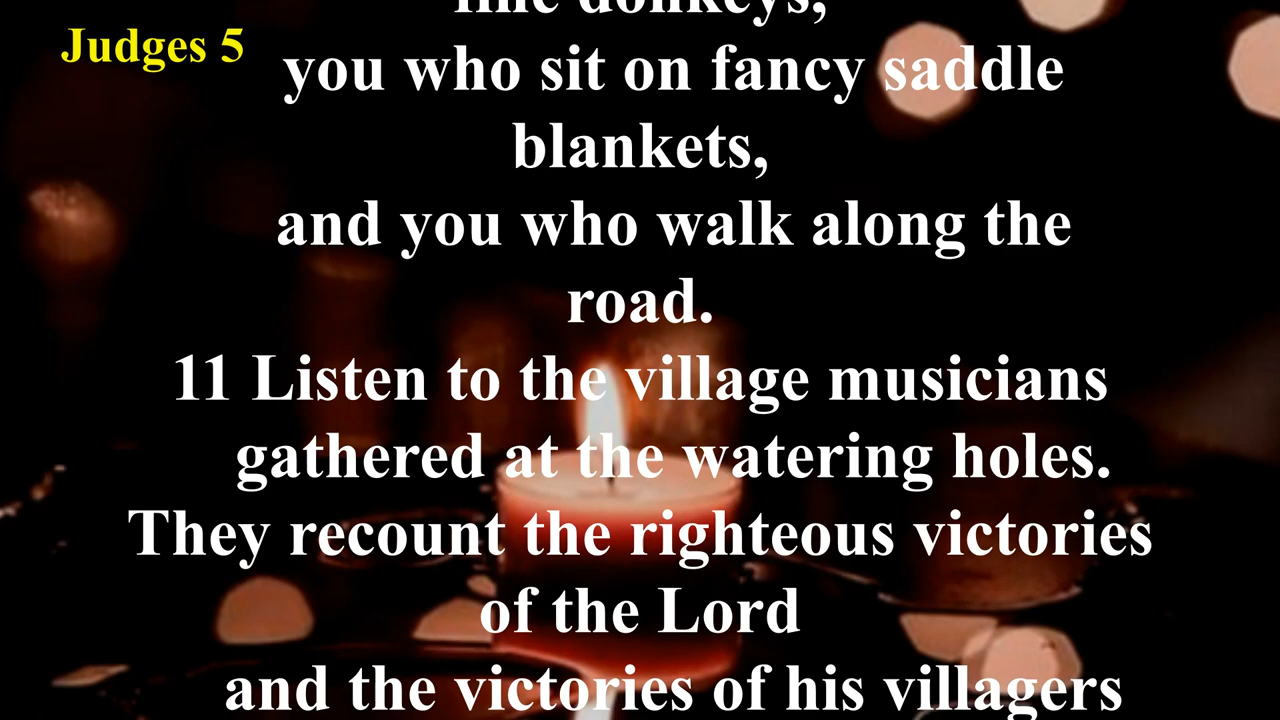 fine donkeys,
Judges 5
you who sit on fancy saddle
blankets,
and you who walk along the
road.
11 Listen to the village musicians
gathered at the watering holes.
They recount the righteous victories
of the Lord
and the victories of his villagers